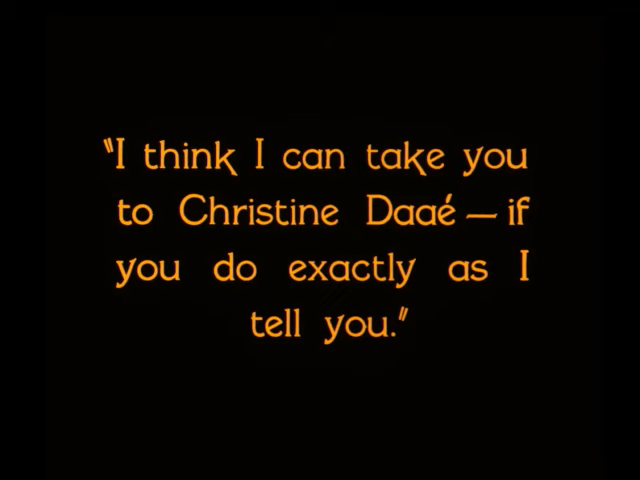 "I think I can take you
to Christine Daaé — if
you do exactly as I
tell you."